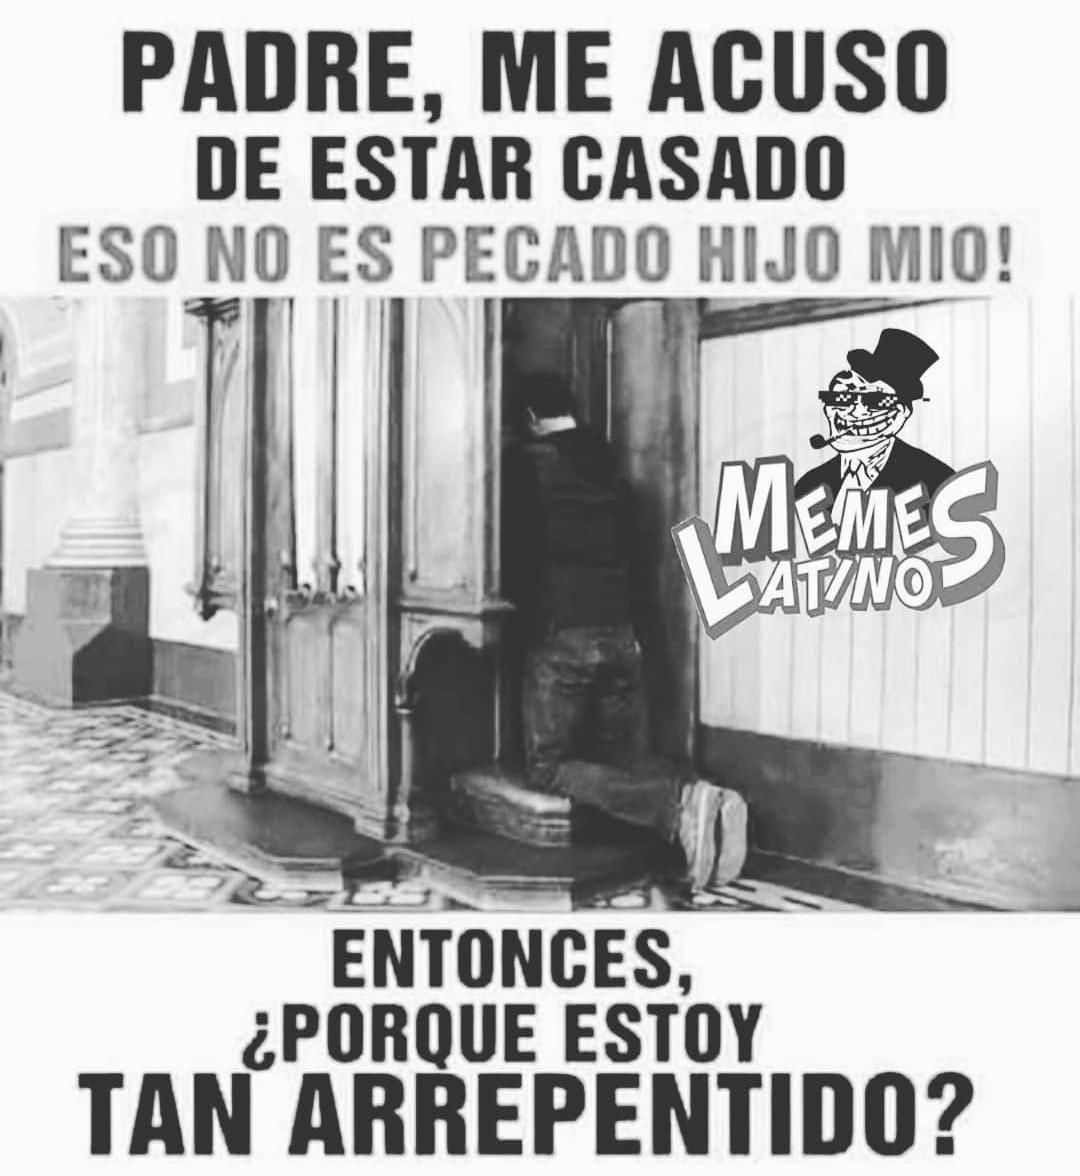 PADRE, ME ACUSO
DE ESTAR CASADO
ESO NO ES PECADO HIJO MIO!
MEMES
LATINOS
ENTONCES,
¿PORQUE ESTOY
TAN ARREPENTIDO?